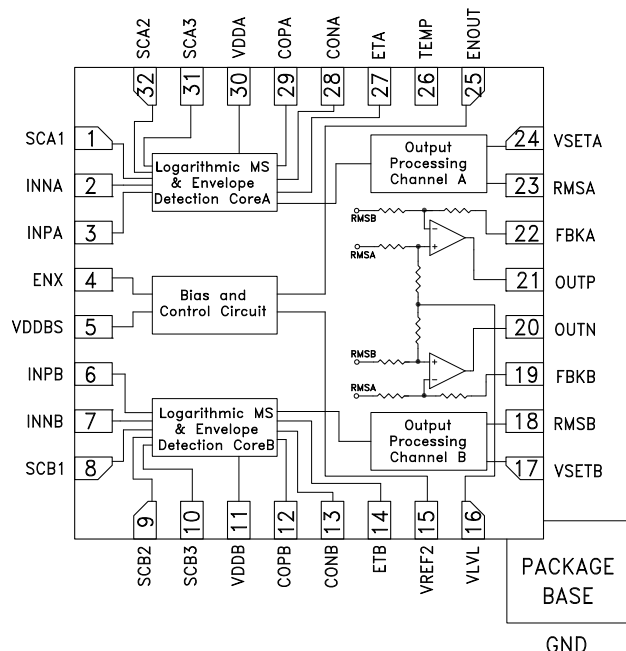 SCA2
SCA3
VDDA
COPA
CONA
ETA
TEMP
ENOUT
32
31
30
29
28
27
26
25
SCA1
1
INNA
2
INPA
3
ENX
4
VDDBS
5
INPB
6
INNB
7
SCB1
8
Logarithmic MS
& Envelope
Detection CoreA
Output
Processing
Channel A
Bias and
Control Circuit
RMSB
RMSA
-
+
RMSB
RMSA
+
-
Logarithmic MS
& Envelope
Detection CoreB
Output
Processing
Channel B
24
VSETA
23
RMSA
22
FBKA
21
OUTP
20
OUTN
19
FBKB
18
RMSB
17
VSETB
9
10
11
12
13
14
15
16
SCB2
SCB3
VDDB
COPB
CONB
ETB
VREF2
VLVL
PACKAGE
BASE
GND